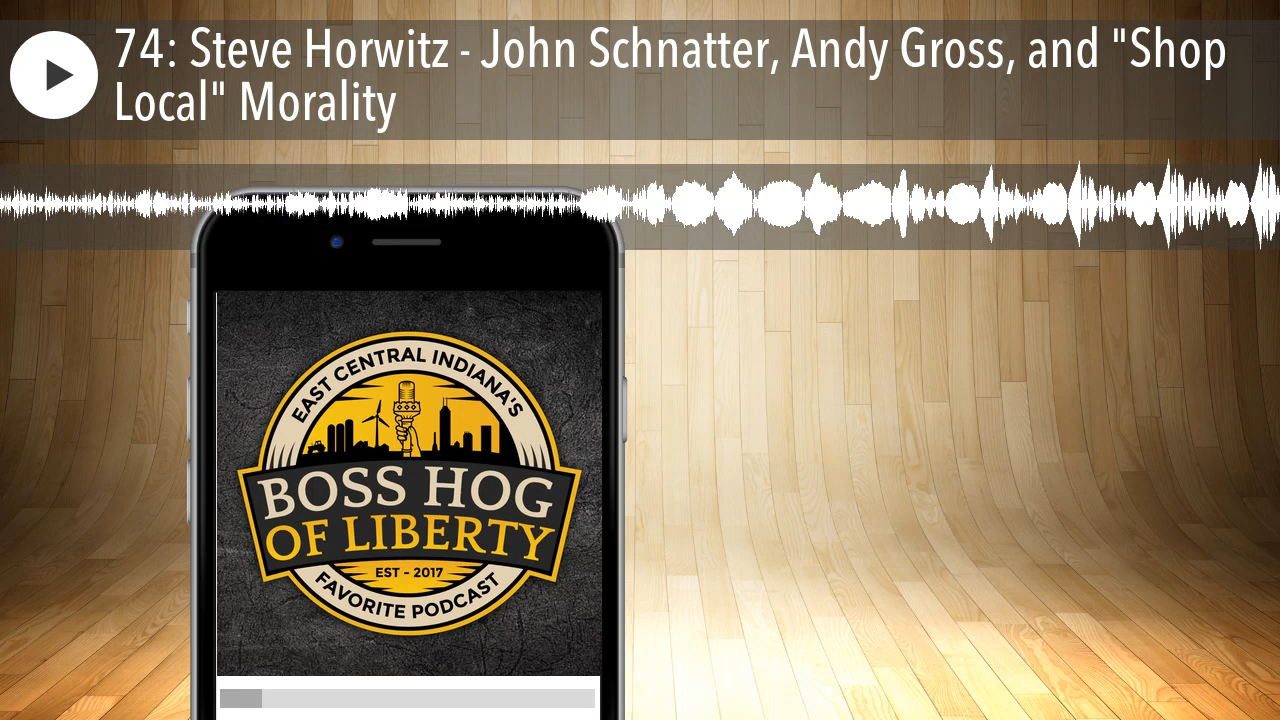 74: Steve Horwitz - John Schnatter, Andy Gross, and "Shop
Local" Morality
EAST CENTRAL INDIANA'S
BOSS HOG
OF LIBERTY
EST - 2017
FAVORITE PODCAST